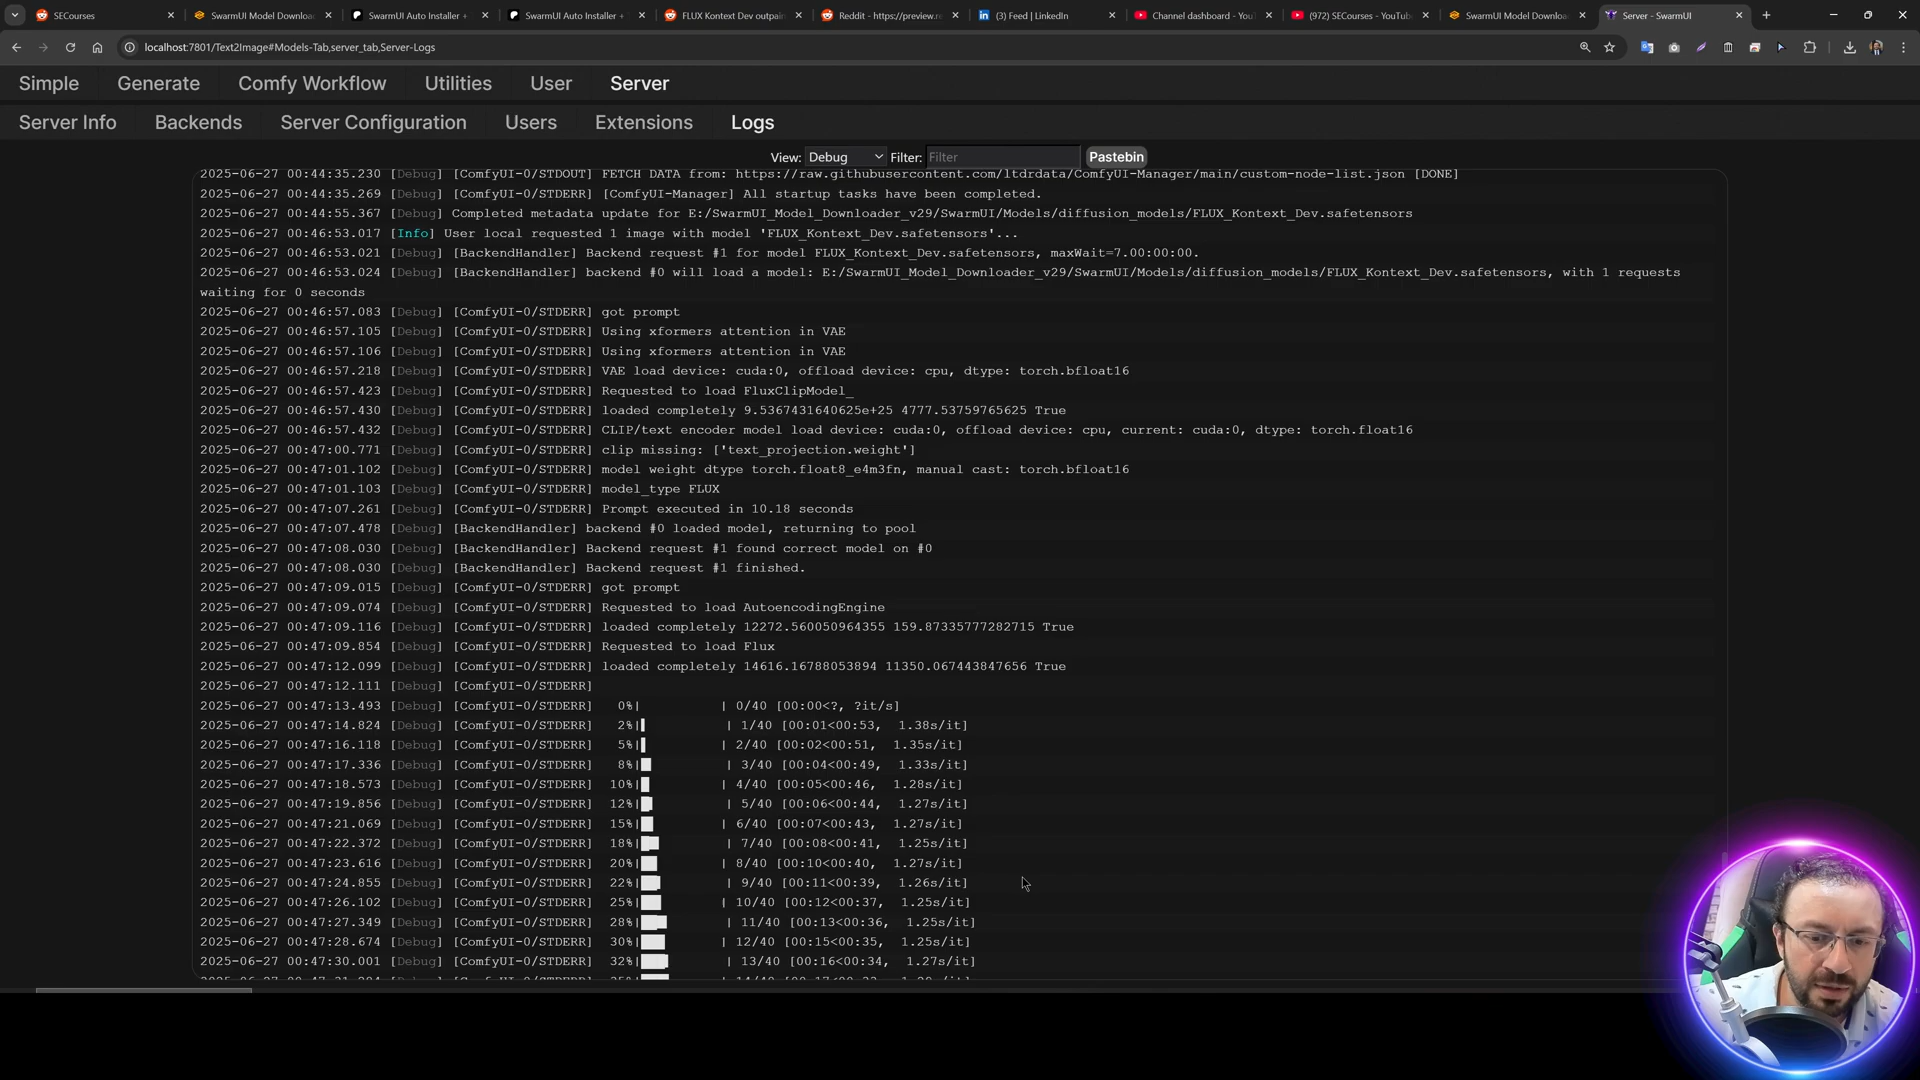 SECourses
SwarmUI Model Downloa
SwarmUI Auto Installer +
SwarmUI Auto Installer +
FLUX Kontext Dev outpai
Reddit - https://preview.re
(3) Feed | LinkedIn
Channel dashboard - You
(972) SECourses - YouTube
SwarmUI Model Downloa
Server - SwarmUI
localhost:7801/Text2Image#Models-Tab,server_tab,Server-Logs
Simple Generate Comfy Workflow Utilities User Server
Server Info Backends Server Configuration Users Extensions Logs
View: Debug Filter: Filter Pastebin
2025-06-27 00:44:35.230 [Debug] [ComfyUI-0/STDOUT] FETCH DATA from: https://raw.githubusercontent.com/ltdrdata/ComfyUI-Manager/main/custom-node-list.json [DONE]
2025-06-27 00:44:35.269 [Debug] [ComfyUI-0/STDERR] [ComfyUI-Manager] All startup tasks have been completed.
2025-06-27 00:44:55.367 [Debug] Completed metadata update for E:/SwarmUI_Model_Downloader_v29/SwarmUI/Models/diffusion_models/FLUX_Kontext_Dev.safetensors
2025-06-27 00:46:53.017 [Info] User local requested 1 image with model 'FLUX_Kontext_Dev.safetensors'...
2025-06-27 00:46:53.021 [Debug] [BackendHandler] Backend request #1 for model FLUX_Kontext_Dev.safetensors, maxWait=7.00:00:00.
2025-06-27 00:46:53.024 [Debug] [BackendHandler] backend #0 will load a model: E:/SwarmUI_Model_Downloader_v29/SwarmUI/Models/diffusion_models/FLUX_Kontext_Dev.safetensors, with 1 requests
waiting for 0 seconds
2025-06-27 00:46:57.083 [Debug] [ComfyUI-0/STDERR] got prompt
2025-06-27 00:46:57.105 [Debug] [ComfyUI-0/STDERR] Using xformers attention in VAE
2025-06-27 00:46:57.106 [Debug] [ComfyUI-0/STDERR] Using xformers attention in VAE
2025-06-27 00:46:57.218 [Debug] [ComfyUI-0/STDERR] VAE load device: cuda:0, offload device: cpu, dtype: torch.bfloat16
2025-06-27 00:46:57.423 [Debug] [ComfyUI-0/STDERR] Requested to load FluxClipModel_
2025-06-27 00:46:57.430 [Debug] [ComfyUI-0/STDERR] loaded completely 9.5367431640625e+25 4777.53759765625 True
2025-06-27 00:46:57.432 [Debug] [ComfyUI-0/STDERR] CLIP/text encoder model load device: cuda:0, offload device: cpu, current: cuda:0, dtype: torch.float16
2025-06-27 00:47:00.771 [Debug] [ComfyUI-0/STDERR] clip missing: ['text_projection.weight']
2025-06-27 00:47:01.102 [Debug] [ComfyUI-0/STDERR] model weight dtype torch.float8_e4m3fn, manual cast: torch.bfloat16
2025-06-27 00:47:01.103 [Debug] [ComfyUI-0/STDERR] model_type FLUX
2025-06-27 00:47:07.261 [Debug] [ComfyUI-0/STDERR] Prompt executed in 10.18 seconds
2025-06-27 00:47:07.478 [Debug] [BackendHandler] backend #0 loaded model, returning to pool
2025-06-27 00:47:08.030 [Debug] [BackendHandler] Backend request #1 found correct model on #0
2025-06-27 00:47:08.030 [Debug] [BackendHandler] Backend request #1 finished.
2025-06-27 00:47:09.015 [Debug] [ComfyUI-0/STDERR] got prompt
2025-06-27 00:47:09.074 [Debug] [ComfyUI-0/STDERR] Requested to load AutoencodingEngine
2025-06-27 00:47:09.116 [Debug] [ComfyUI-0/STDERR] loaded completely 12272.560050964355 159.87335777282715 True
2025-06-27 00:47:09.854 [Debug] [ComfyUI-0/STDERR] Requested to load Flux
2025-06-27 00:47:12.099 [Debug] [ComfyUI-0/STDERR] loaded completely 14616.16788053894 11350.067443847656 True
2025-06-27 00:47:12.111 [Debug] [ComfyUI-0/STDERR]
2025-06-27 00:47:13.493 [Debug] [ComfyUI-0/STDERR] 0%| | 0/40 [00:00<?, ?it/s]
2025-06-27 00:47:14.824 [Debug] [ComfyUI-0/STDERR] 2%| | 1/40 [00:01<00:53, 1.38s/it]
2025-06-27 00:47:16.118 [Debug] [ComfyUI-0/STDERR] 5%| | 2/40 [00:02<00:51, 1.35s/it]
2025-06-27 00:47:17.336 [Debug] [ComfyUI-0/STDERR] 8%| | 3/40 [00:04<00:49, 1.33s/it]
2025-06-27 00:47:18.573 [Debug] [ComfyUI-0/STDERR] 10%| | 4/40 [00:05<00:46, 1.28s/it]
2025-06-27 00:47:19.856 [Debug] [ComfyUI-0/STDERR] 12%| | 5/40 [00:06<00:44, 1.27s/it]
2025-06-27 00:47:21.069 [Debug] [ComfyUI-0/STDERR] 15%| | 6/40 [00:07<00:43, 1.27s/it]
2025-06-27 00:47:22.372 [Debug] [ComfyUI-0/STDERR] 18%| | 7/40 [00:08<00:41, 1.25s/it]
2025-06-27 00:47:23.616 [Debug] [ComfyUI-0/STDERR] 20%| | 8/40 [00:10<00:40, 1.27s/it]
2025-06-27 00:47:24.855 [Debug] [ComfyUI-0/STDERR] 22%| | 9/40 [00:11<00:39, 1.26s/it]
2025-06-27 00:47:26.102 [Debug] [ComfyUI-0/STDERR] 25%| | 10/40 [00:12<00:37, 1.25s/it]
2025-06-27 00:47:27.349 [Debug] [ComfyUI-0/STDERR] 28%| | 11/40 [00:13<00:36, 1.25s/it]
2025-06-27 00:47:28.674 [Debug] [ComfyUI-0/STDERR] 30%| | 12/40 [00:15<00:35, 1.25s/it]
2025-06-27 00:47:30.001 [Debug] [ComfyUI-0/STDERR] 32%| | 13/40 [00:16<00:34, 1.27s/it]